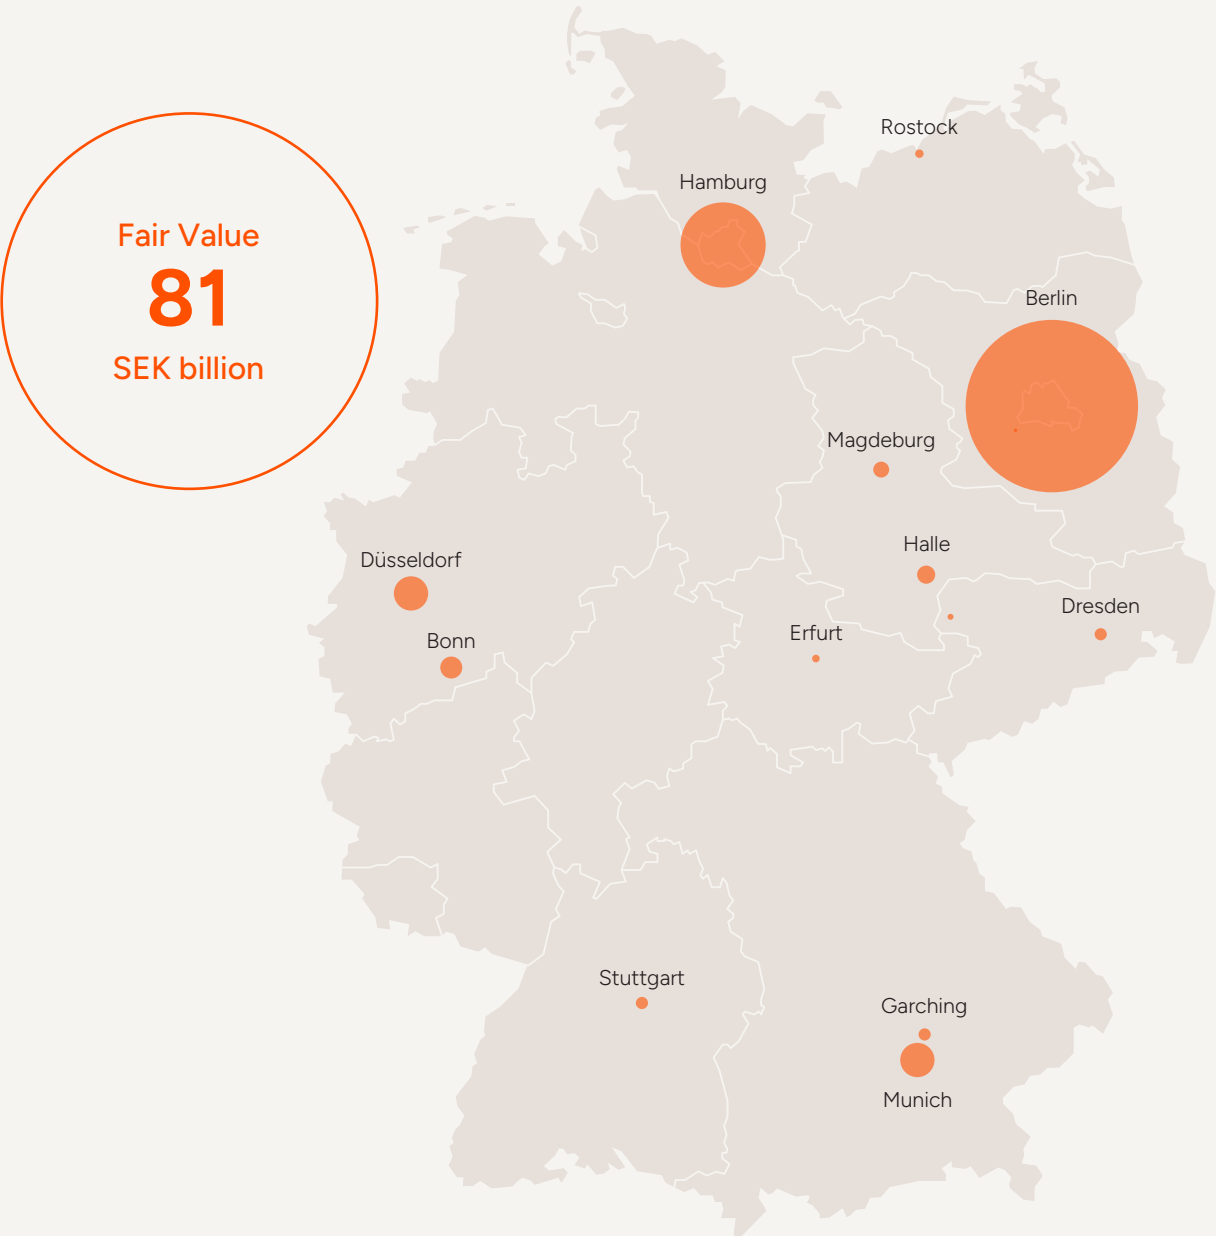 Fair Value
81
SEK billion
Rostock
Hamburg
Berlin
Magdeburg
Halle
Düsseldorf
Dresden
Erfurt
Bonn
Stuttgart
Garching
Munich